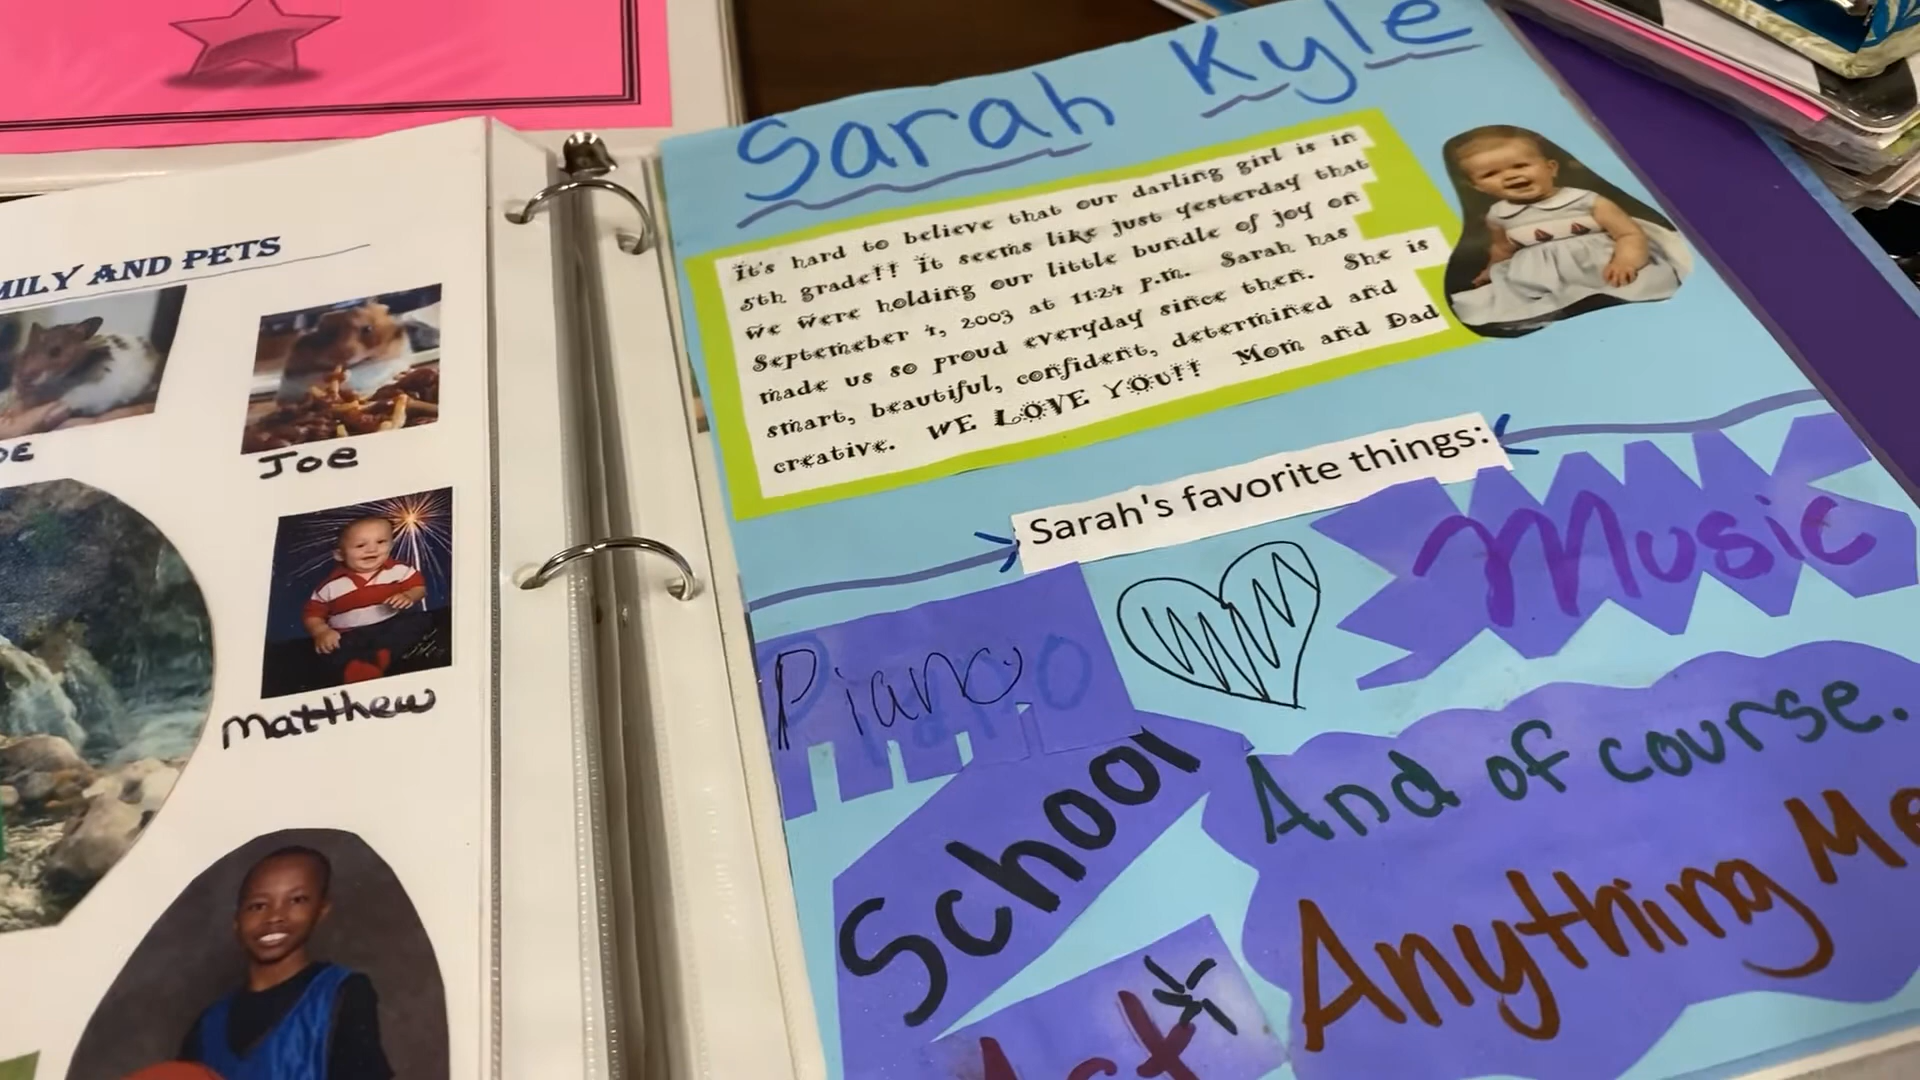 MILY AND PETS
Joe
Matthew
Sarah Kyle
It's hard to believe that our darling girl is in
5th grade!! It seems like just yesterday that
we were holding our little bundle of joy on
Septemeber 4, 2003 at 11:24 p.m. Sarah has
made us so proud everyday since then. She is
smart, beautiful, confident, determined and
creative. WE LOVE YOU!! Mom and Dad
Sarah's favorite things:
Piano
Music
School
And of course.
Anything Me
Art